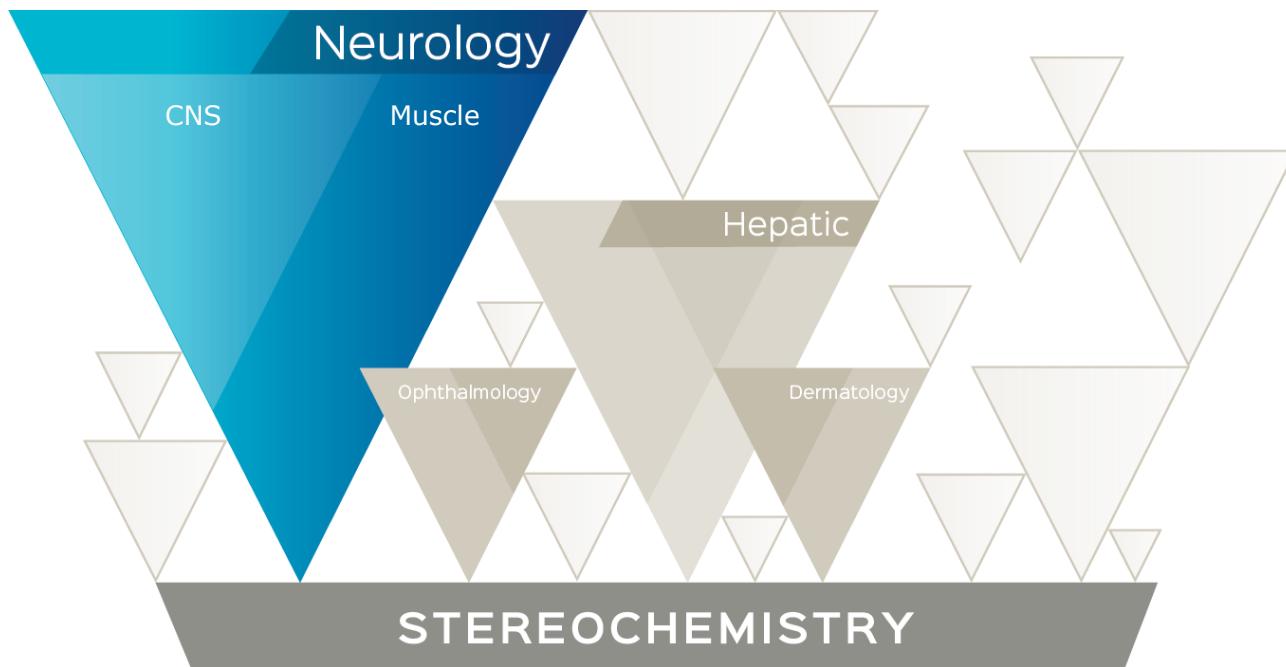 Neurology
CNS
Muscle
Hepatic
Ophthalmology
Dermatology
STEREOCHEMISTRY